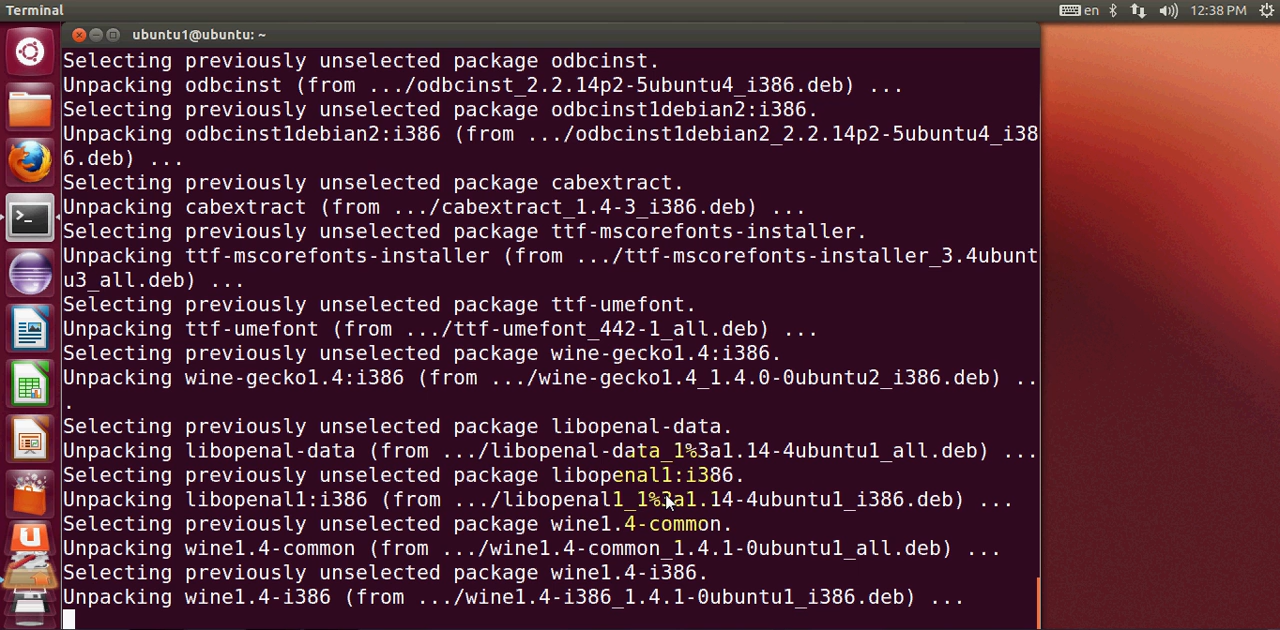 Terminal
en
12:38 PM
ubuntu1@ubuntu: ~
Selecting previously unselected package odbcinst.
Unpacking odbcinst (from .../odbcinst_2.2.14p2-5ubuntu4_i386.deb) ...
Selecting previously unselected package odbcinst1debian2:i386.
Unpacking odbcinst1debian2:i386 (from .../odbcinst1debian2_2.2.14p2-5ubuntu4_i38
6.deb) ...
Selecting previously unselected package cabextract.
Unpacking cabextract (from .../cabextract_1.4-3_i386.deb) ...
Selecting previously unselected package ttf-mscorefonts-installer.
Unpacking ttf-mscorefonts-installer (from .../ttf-mscorefonts-installer_3.4ubunt
u3_all.deb) ...
Selecting previously unselected package ttf-umefont.
Unpacking ttf-umefont (from .../ttf-umefont_442-1_all.deb) ...
Selecting previously unselected package wine-gecko1.4:i386.
Unpacking wine-gecko1.4:i386 (from .../wine-gecko1.4_1.4.0-0ubuntu2_i386.deb) ..
.
Selecting previously unselected package libopenal-data.
Unpacking libopenal-data (from .../libopenal-data_1%3a1.14-4ubuntu1_all.deb) ...
Selecting previously unselected package libopenal1:i386.
Unpacking libopenal1:i386 (from .../libopenal1_1%3a1.14-4ubuntu1_i386.deb) ...
Selecting previously unselected package wine1.4-common.
Unpacking wine1.4-common (from .../wine1.4-common_1.4.1-0ubuntu1_all.deb) ...
Selecting previously unselected package wine1.4-i386.
Unpacking wine1.4-i386 (from .../wine1.4-i386_1.4.1-0ubuntu1_i386.deb) ...